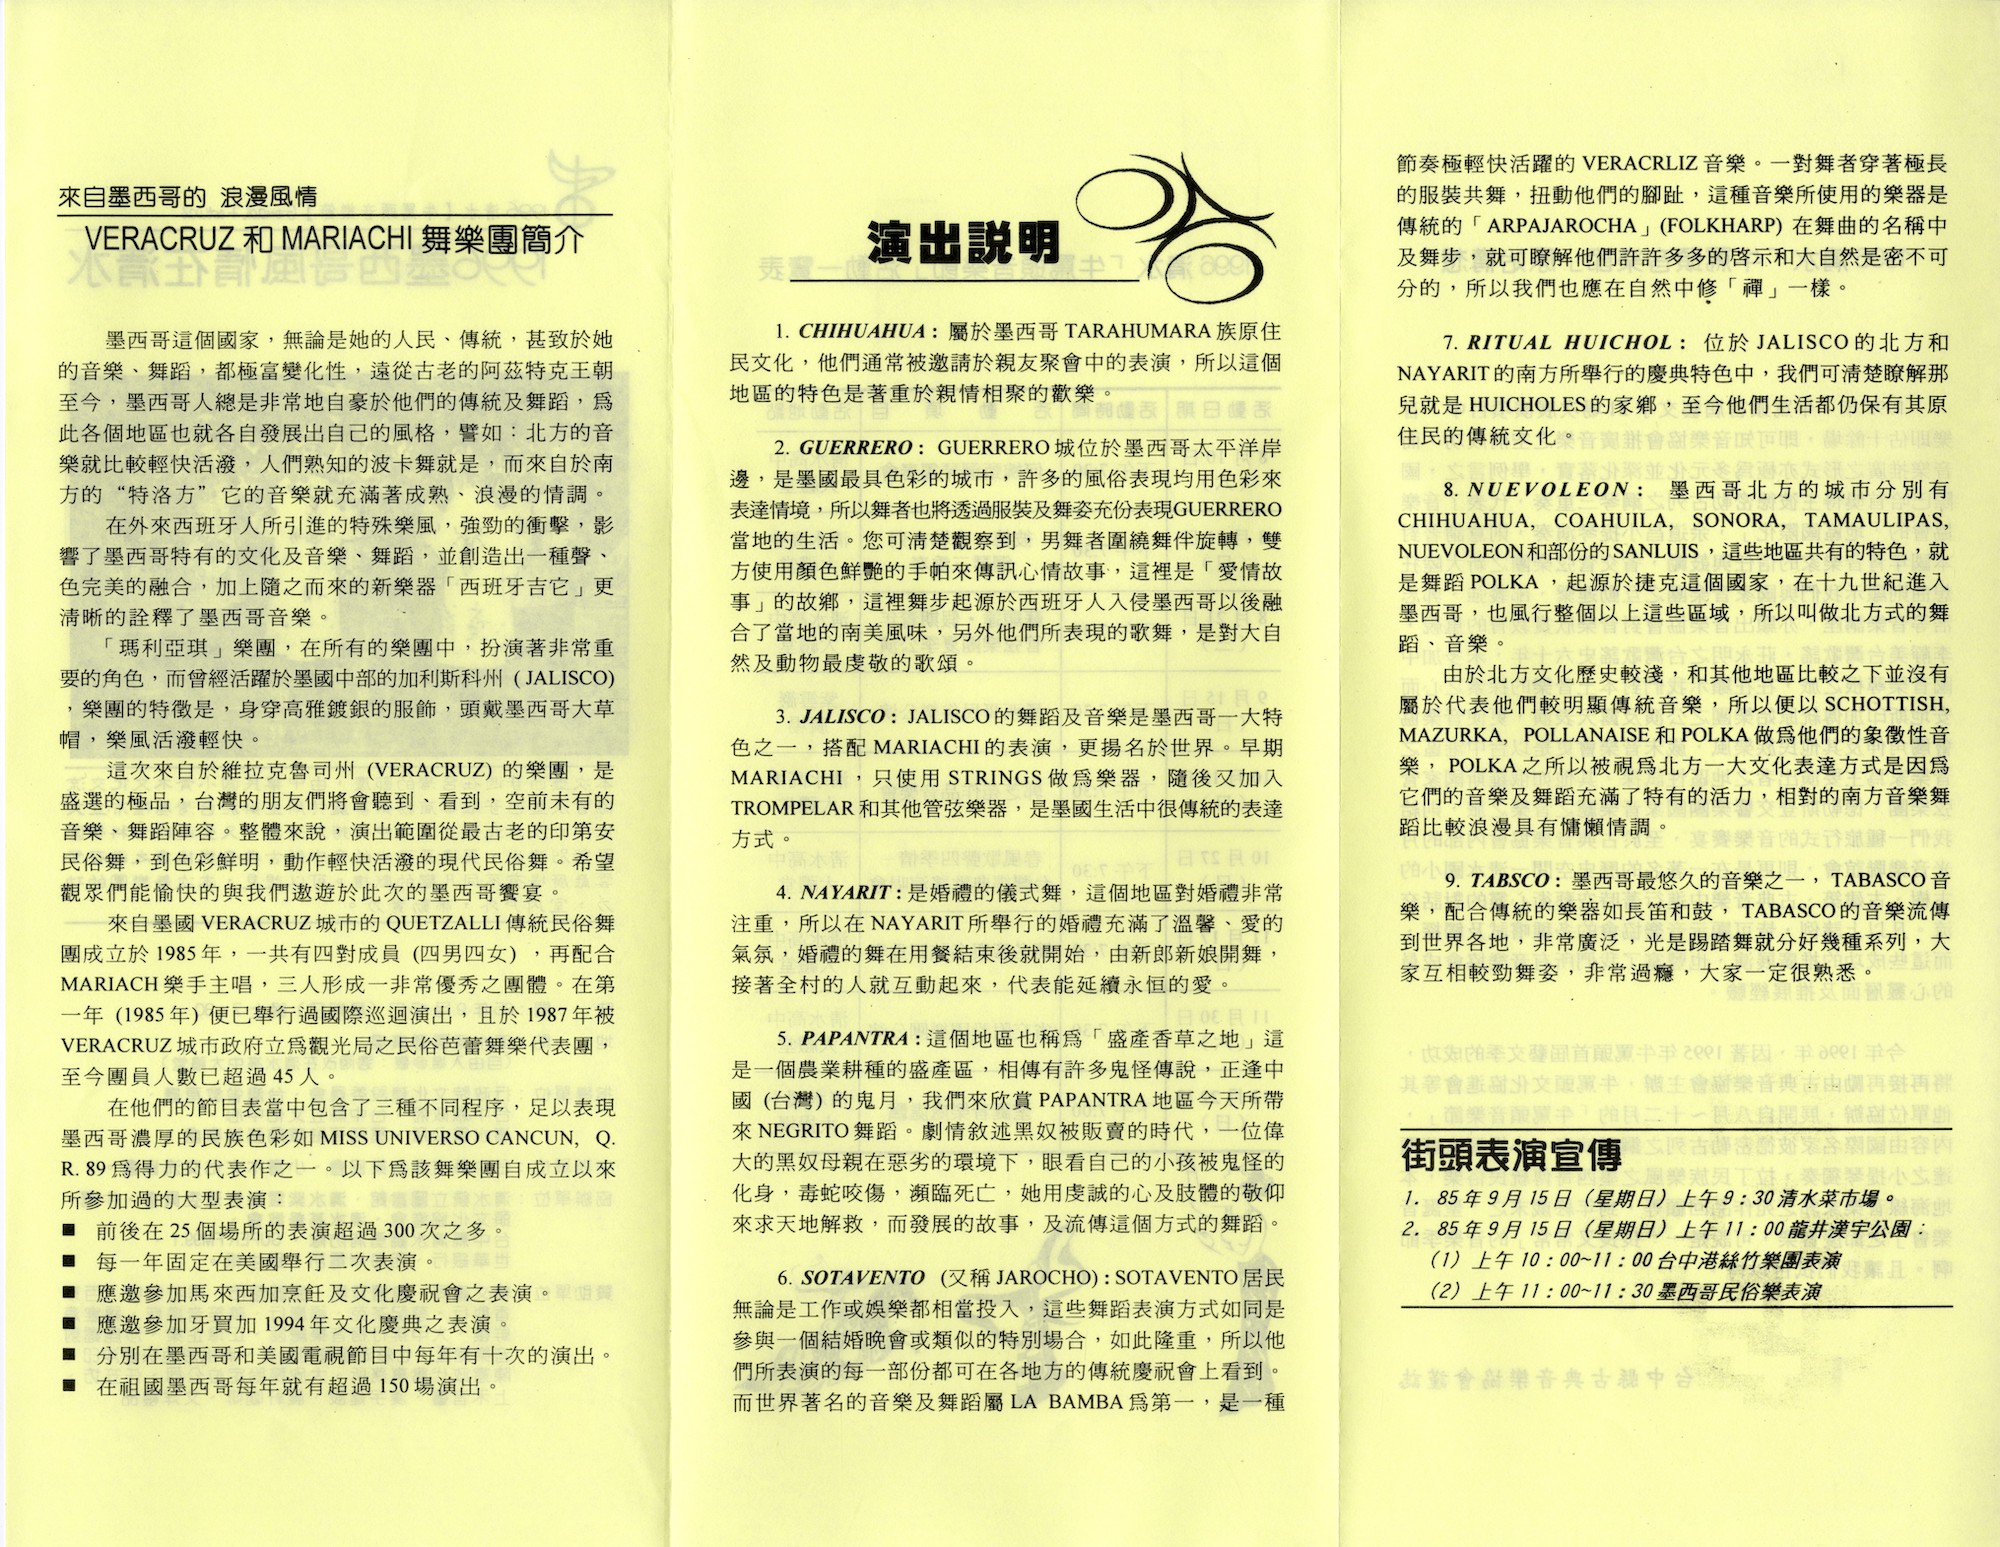 來自墨西哥的 浪漫風情
VERACRUZ 和 MARIACHI 舞樂團簡介
墨西哥這個國家，無論是她的人民、傳統，甚致於她
的音樂、舞蹈，都極富變化性，遠從古老的阿茲特克王朝
至今，墨西哥人總是非常地自豪於他們的傳統及舞蹈，爲
此各個地區也就各自發展出自己的風格，譬如：北方的音
樂就比較輕快活潑，人們熟知的波卡舞就是，而來自於南
方的“特洛方”它的音樂就充滿著成熟、浪漫的情調。
在外來西班牙人所引進的特殊樂風，強勁的衝擊，影
響了墨西哥特有的文化及音樂、舞蹈，並創造出一種聲、
色完美的融合，加上隨之而來的新樂器「西班牙吉它」更
清晰的詮釋了墨西哥音樂。
「瑪利亞琪」樂團，在所有的樂團中，扮演著非常重
要的角色，而曾經活躍於墨國中部的加利斯科州 ( JALISCO)
，樂團的特徵是，身穿高雅鍍銀的服飾，頭戴墨西哥大草
帽，樂風活潑輕快。
這次來自於維拉克魯司州 (VERACRUZ) 的樂團，是
盛選的極品，台灣的朋友們將會聽到、看到，空前未有的
音樂、舞蹈陣容。整體來說，演出範圍從最古老的印第安
民俗舞，到色彩鮮明，動作輕快活潑的現代民俗舞。希望
觀眾們能愉快的與我們遨遊於此次的墨西哥饗宴。
來自墨國 VERACRUZ 城市的 QUETZALLI 傳統民俗舞
團成立於 1985 年，一共有四對成員 (四男四女) ，再配合
MARIACH 樂手主唱，三人形成一非常優秀之團體。在第
一年 (1985 年) 便已舉行過國際巡迴演出，且於 1987 年被
VERACRUZ 城市政府立爲觀光局之民俗芭蕾舞樂代表團，
至今團員人數已超過 45 人。
在他們的節目表當中包含了三種不同程序，足以表現
墨西哥濃厚的民族色彩如 MISS UNIVERSO CANCUN, Q.
R. 89 爲得力的代表作之一。以下爲該舞樂團自成立以來
所參加過的大型表演：
■ 前後在 25 個場所的表演超過 300 次之多。
■ 每一年固定在美國舉行二次表演。
■ 應邀參加馬來西加烹飪及文化慶祝會之表演。
■ 應邀參加牙買加 1994 年文化慶典之表演。
■ 分別在墨西哥和美國電視節目中每年有十次的演出。
■ 在祖國墨西哥每年就有超過 150 場演出。
演出説明
1. CHIHUAHUA : 屬於墨西哥 TARAHUMARA 族原住
民文化，他們通常被邀請於親友聚會中的表演，所以這個
地區的特色是著重於親情相聚的歡樂。
2. GUERRERO : GUERRERO 城位於墨西哥太平洋岸
邊，是墨國最具色彩的城市，許多的風俗表現均用色彩來
表達情境，所以舞者也將透過服裝及舞姿充份表現GUERRERO
當地的生活。您可清楚觀察到，男舞者圍繞舞伴旋轉，雙
方使用顏色鮮艷的手帕來傳訊心情故事，這裡是「愛情故
事」的故鄉，這裡舞步起源於西班牙人入侵墨西哥以後融
合了當地的南美風味，另外他們所表現的歌舞，是對大自
然及動物最虔敬的歌頌。
3. JALISCO : JALISCO 的舞蹈及音樂是墨西哥一大特
色之一，搭配 MARIACHI 的表演，更揚名於世界。早期
MARIACHI ，只使用 STRINGS 做爲樂器，隨後又加入
TROMPELAR 和其他管弦樂器，是墨國生活中很傳統的表達
方式。
4. NAYARIT : 是婚禮的儀式舞，這個地區對婚禮非常
注重，所以在 NAYARIT 所舉行的婚禮充滿了溫馨、愛的
氣氛，婚禮的舞在用餐結束後就開始，由新郎新娘開舞，
接著全村的人就互動起來，代表能延續永恒的愛。
5. PAPANTRA : 這個地區也稱爲「盛產香草之地」這
是一個農業耕種的盛產區，相傳有許多鬼怪傳說，正逢中
國 (台灣) 的鬼月，我們來欣賞 PAPANTRA 地區今天所帶
來 NEGRITO 舞蹈。劇情敘述黑奴被販賣的時代，一位偉
大的黑奴母親在惡劣的環境下，眼看自己的小孩被鬼怪的
化身，毒蛇咬傷，瀕臨死亡，她用虔誠的心及肢體的敬仰
來求天地解救，而發展的故事，及流傳這個方式的舞蹈。
6. SOTAVENTO (又稱 JAROCHO) : SOTAVENTO 居民
無論是工作或娛樂都相當投入，這些舞蹈表演方式如同是
參與一個結婚晚會或類似的特別場合，如此隆重，所以他
們所表演的每一部份都可在各地方的傳統慶祝會上看到。
而世界著名的音樂及舞蹈屬 LA BAMBA 爲第一，是一種
節奏極輕快活躍的 VERACRLIZ 音樂。一對舞者穿著極長
的服裝共舞，扭動他們的腳趾，這種音樂所使用的樂器是
傳統的「ARPAJAROCHA」(FOLKHARP) 在舞曲的名稱中
及舞步，就可瞭解他們許許多多的啓示和大自然是密不可
分的，所以我們也應在自然中修「禪」一樣。
7. RITUAL HUICHOL : 位於 JALISCO 的北方和
NAYARIT 的南方所舉行的慶典特色中，我們可清楚瞭解那
兒就是 HUICHOLES 的家鄉，至今他們生活都仍保有其原
住民的傳統文化。
8. NUEVOLEON : 墨西哥北方的城市分別有
CHIHUAHUA, COAHUILA, SONORA, TAMAULIPAS,
NUEVOLEON 和部份的 SANLUIS，這些地區共有的特色，就
是舞蹈 POLKA ，起源於捷克這個國家，在十九世紀進入
墨西哥，也風行整個以上這些區域，所以叫做北方式的舞
蹈、音樂。
由於北方文化歷史較淺，和其他地區比較之下並沒有
屬於代表他們較明顯傳統音樂，所以便以 SCHOTTISH,
MAZURKA, POLLANAISE 和 POLKA 做爲他們的象徵性音
樂， POLKA 之所以被視爲北方一大文化表達方式是因爲
它們的音樂及舞蹈充滿了特有的活力，相對的南方音樂舞
蹈比較浪漫具有慵懶情調。
9. TABSCO : 墨西哥最悠久的音樂之一， TABASCO 音
樂，配合傳統的樂器如長笛和鼓， TABASCO 的音樂流傳
到世界各地，非常廣泛，光是踢踏舞就分好幾種系列，大
家互相較勁舞姿，非常過癮，大家一定很熟悉。
街頭表演宣傳
1. 85 年 9 月 15 日（星期日）上午 9：30 清水菜市場。
2. 85 年 9 月 15 日（星期日）上午 11：00 龍井漢宇公園：
（1）上午 10：00~11：00 台中港絲竹樂團表演
（2）上午 11：00~11：30 墨西哥民俗樂表演